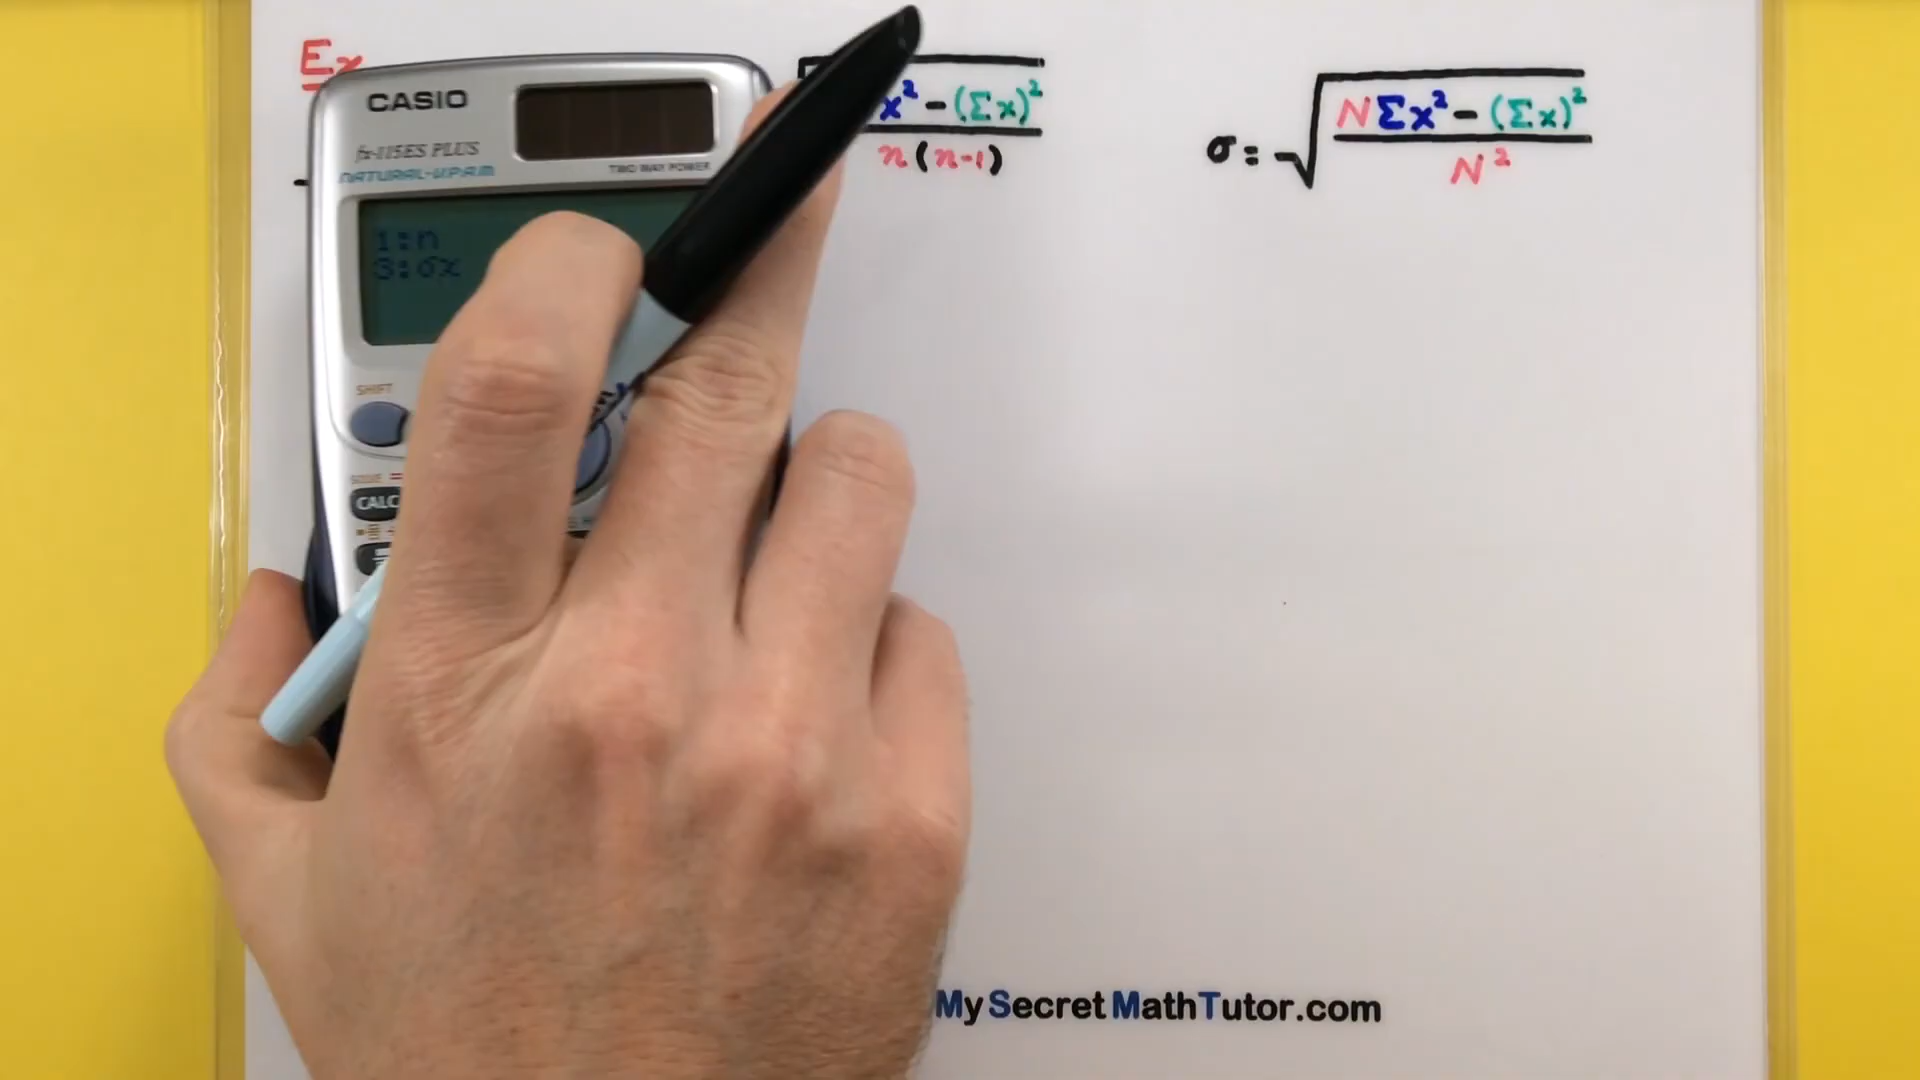 Ex
CASIO
fx-115ES PLUS
NATURAL-V.P.A.M.
TWO WAY POWER
1:n
3:σx
SHIFT
SOLVE =
CALC
x² - (Σx)²
n(n-1)
σ = √ NΣx² - (Σx)²
N²
MySecretMathTutor.com